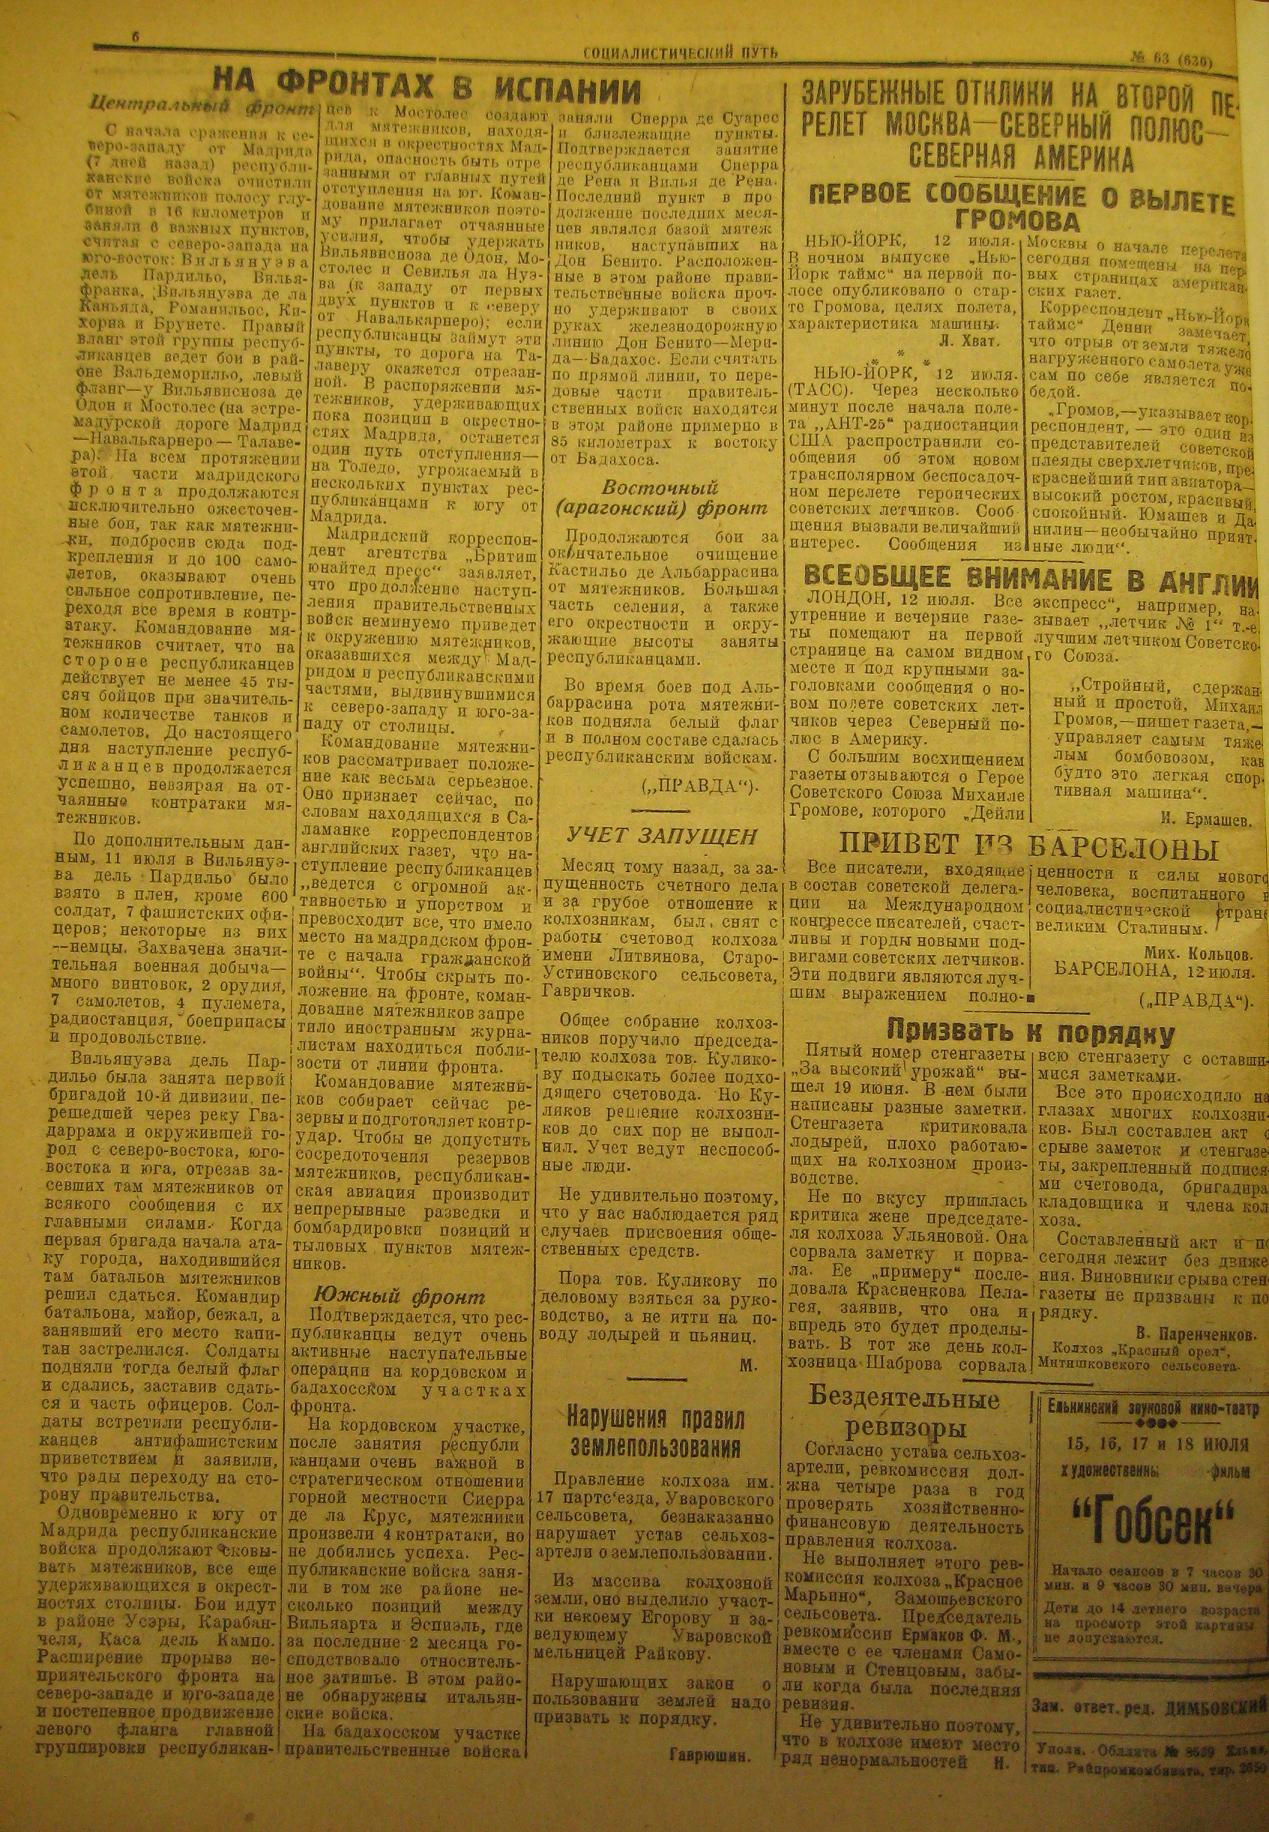 6
СОЦИАЛИСТИЧЕСКИЙ ПУТЬ
№ 63 (630)
НА ФРОНТАХ В ИСПАНИИ
Центральный фронт
С начала сражения к се-
веро-западу от Мадрида
(7 дней назад) республи-
канские войска очистили
от мятежников полосу глу-
биной в 16 километров и
заняли 6 важных пунктов,
считая с северо-запада на
юго-восток: Вильянуэва
дель Пардильо, Вилья-
франка, Вильянуэва де ла
Каньяда, Романильос, Ки-
хорна и Брунете. Правый
фланг этой группы респуб-
ликанцев ведет бои в рай-
оне Вальдеморильо, левый
фланг—у Вильявисиоза де
Одон и Мостолес (на эстре-
мадурской дороге Мадрид
—Навалькарнеро — Талаве-
ра). На всем протяжении
этой части мадридского
фронта продолжаются
исключительно ожесточен-
ные бои, так как мятежни-
ки, подбросив сюда под-
крепления и до 100 само-
летов, оказывают очень
сильное сопротивление, пе-
реходя все время в контр-
атаку. Командование мя-
тежников считает, что на
стороне республиканцев
действует не менее 45 ты-
сяч бойцов при значитель-
ном количестве танков и
самолетов. До настоящего
дня наступление респуб-
ликанцев продолжается
успешно, невзирая на от-
чаянные контратаки мя-
тежников.
По дополнительным дан-
ным, 11 июля в Вильянуэ-
ва дель Пардильо было
взято в плен, кроме 600
солдат, 7 фашистских офи-
церов; некоторые из них
—немцы. Захвачена значи-
тельная военная добыча—
много винтовок, 2 орудия,
7 самолетов, 4 пулемета,
радиостанция, боеприпасы
и продовольствие.
Вильянуэва дель Пар-
дильо была занята первой
бригадой 10-й дивизии, пе-
решедшей через реку Гва-
даррама и окружившей го-
род с северо-востока, юго-
востока и юга, отрезав за-
севших там мятежников от
всякого сообщения с их
главными силами. Когда
первая бригада начала ата-
ку города, находившийся
там батальон мятежников
решил сдаться. Командир
батальона, майор, бежал, а
занявший его место капи-
тан застрелился. Солдаты
подняли тогда белый флаг
и сдались, заставив сдать-
ся и часть офицеров. Сол-
даты встретили республи-
канцев антифашистским
приветствием и заявили,
что рады переходу на сто-
рону правительства.
Одновременно к югу от
Мадрида республиканские
войска продолжают сковы-
вать мятежников, все еще
удерживающихся в окрест-
ностях столицы. Бои идут
в районе Усэры, Карабан-
челя, Каса дель Кампо.
Расширение прорыва не-
приятельского фронта на
северо-западе и юго-западе
и постепенное продвижение
левого фланга главной
группировки республикан-
цев к Мостолес создают
для мятежников, находя-
щихся в окрестностях Мад-
рида, опасность быть отре
занными от главных путей
отступления на юг. Коман-
дование мятежников поэто-
му прилагает отчаянные
усилия, чтобы удержать
Вильявисиоза де Одон, Мо-
столес и Севилья ла Нуэ-
ва (к западу от первых
двух пунктов и к северу
от Навалькарнеро); если
республиканцы займут эти
пункты, то дорога на Та-
лаверу окажется отрезан-
ной. В распоряжении мя-
тежников, удерживающих
пока позиции в окрестно-
стях Мадрида, останется
один путь отступления—
на Толедо, угрожаемый в
нескольких пунктах рес-
публиканцами к югу от
Мадрида.
Мадридский корреспон-
дент агентства „Бритиш
юнайтед пресс" заявляет,
что продолжение наступ-
ления правительственных
войск неминуемо приведет
к окружению мятежников,
оказавшихся между Мад-
ридом и республиканскими
частями, выдвинувшимися
к северо-западу и юго-за-
паду от столицы.
Командование мятежни-
ков рассматривает положе-
ние как весьма серьезное.
Оно признает сейчас, по
словам находящихся в Са-
ламанке корреспондентов
английских газет, что на-
ступление республиканцев
„ведется с огромной ак-
тивностью и упорством и
превосходит все, что имело
место на мадридском фрон-
те с начала гражданской
войны". Чтобы скрыть по-
ложение на фронте, коман-
дование мятежников запре
тило иностранным журна-
листам находиться побли-
зости от линии фронта.
Командование мятежни-
ков собирает сейчас ре-
зервы и подготовляет контр-
удар. Чтобы не допустить
сосредоточения резервов
мятежников, республикан-
ская авиация производит
непрерывные разведки и
бомбардировки позиций и
тыловых пунктов мятеж-
ников.
Южный фронт
Подтверждается, что рес-
публиканцы ведут очень
активные наступательные
операции на кордовском и
бадахосском участках
фронта.
На кордовском участке,
после занятия республи
канцами очень важной в
стратегическом отношении
горной местности Сиерра
де ла Крус, мятежники
произвели 4 контратаки, но
не добились успеха. Рес-
публиканские войска заня-
ли в том же районе не-
сколько позиций между
Вильярта и Эспиэль, где
за последние 2 месяца го-
сподствовало относитель-
ное затишье. В этом райо-
не обнаружены итальян-
ские войска.
На бадахосском участке
правительственные войска
заняли Сиерра де Суарес
и близлежащие пункты.
Подтверждается занятие
республиканцами Сиерра
де Рена и Вилья де Рена.
Последний пункт в про
должение последних меся-
цев являлся базой мятеж
ников, наступавших на
Дон Бенито. Расположен-
ные в этом районе прави-
тельственные войска проч-
но удерживают в своих
руках железнодорожную
линию Дон Бенито—Мери-
да—Бадахос. Если считать
по прямой линии, то пере-
довые части правитель-
ственных войск находятся
в этом районе примерно в
85 километрах к востоку
от Бадахоса.
Восточный
(арагонский) фронт
Продолжаются бои за
окончательное очищение
Кастильо де Альбаррасина
от мятежников. Большая
часть селения, а также
его окрестности и окру-
жающие высоты заняты
республиканцами.
Во время боев под Аль-
баррасина рота мятежни-
ков подняла белый флаг
и в полном составе сдалась
республиканским войскам.
(„ПРАВДА").
УЧЕТ ЗАПУЩЕН
Месяц тому назад, за за-
пущенность счетного дела
и за грубое отношение к
колхозникам, был снят с
работы счетовод колхоза
имени Литвинова, Старо-
Устиновского сельсовета,
Гавричков.
Общее собрание колхоз-
ников поручило председа-
телю колхоза тов. Кулико-
ву подыскать более подхо-
дящего счетовода. Но Ку-
ликов решение колхозни-
ков до сих пор не выпол-
нил. Учет ведут неспособ-
ные люди.
Не удивительно поэтому,
что у нас наблюдается ряд
случаев присвоения обще-
ственных средств.
Пора тов. Куликову по
деловому взяться за руко-
водство, а не итти на по-
воду лодырей и пьяниц.
М.
Нарушения правил
землепользования
Правление колхоза им.
17 партс'езда, Уваровского
сельсовета, безнаказанно
нарушает устав сельхоз-
артели о землепользовании.
Из массива колхозной
земли, оно выделило участ-
ки некоему Егорову и за-
ведующему Уваровской
мельницей Райкову.
Нарушающих закон о
пользовании землей надо
призвать к порядку.
Гаврюшин.
ЗАРУБЕЖНЫЕ ОТКЛИКИ НА ВТОРОЙ ПЕ-
РЕЛЕТ МОСКВА—СЕВЕРНЫЙ ПОЛЮС—
СЕВЕРНАЯ АМЕРИКА
ПЕРВОЕ СООБЩЕНИЕ О ВЫЛЕТЕ
ГРОМОВА
НЬЮ-ЙОРК, 12 июля.
В ночном выпуске „Нью-
Йорк таймс" на первой по-
лосе опубликовано о стар-
те Громова, целях полета,
характеристика машины.
Л. Хват.
* * *
НЬЮ-ЙОРК, 12 июля.
(ТАСС). Через несколько
минут после начала поле-
та „АНТ-25" радиостанции
США распространили со-
общения об этом новом
трансполярном беспосадоч-
ном перелете героических
советских летчиков. Сооб-
щения вызвали величайший
интерес. Сообщения из
Москвы о начале перелета
сегодня помещены на пер-
вых страницах американ-
ских газет.
Корреспондент „Нью-Йорк
таймс" Денни замечает,
что отрыв от земли тяжело
нагруженного самолета уже
сам по себе является по-
бедой.
„Громов,—указывает кор-
респондент, — это один из
представителей советской
плеяды сверхлетчиков, пре-
краснейший тип авиатора—
высокий ростом, красивый,
спокойный. Юмашев и Да-
нилин—необычайно прият-
ные люди".
ВСЕОБЩЕЕ ВНИМАНИЕ В АНГЛИИ
ЛОНДОН, 12 июля. Все
утренние и вечерние газе-
ты помещают на первой
странице на самом видном
месте и под крупными за-
головками сообщения о но-
вом полете советских лет-
чиков через Северный по-
люс в Америку.
С большим восхищением
газеты отзываются о Герое
Советского Союза Михаиле
Громове, которого „Дейли
экспресс", например, на-
зывает „летчик № 1" т.-е.
лучшим летчиком Советско-
го Союза.
„Стройный, сдержан-
ный и простой, Михаил
Громов,—пишет газета,—
управляет самым тяже-
лым бомбовозом, как
будто это легкая спор-
тивная машина".
И. Ермашев.
ПРИВЕТ ИЗ БАРСЕЛОНЫ
Все писатели, входящие
в состав советской делега-
ции на Международном
конгрессе писателей, счаст-
ливы и горды новыми под-
вигами советских летчиков.
Эти подвиги являются луч-
шим выражением полно-
ценности и силы нового
человека, воспитанного в
социалистической стране
великим Сталиным.
Мих. Кольцов.
БАРСЕЛОНА, 12 июля.
(„ПРАВДА").
Призвать к порядку
Пятый номер стенгазеты
„За высокий урожай" вы-
шел 19 июня. В нем были
написаны разные заметки.
Стенгазета критиковала
лодырей, плохо работаю-
щих на колхозном произ-
водстве.
Не по вкусу пришлась
критика жене председате-
ля колхоза Ульяновой. Она
сорвала заметку и порва-
ла. Ее „примеру" после-
довала Красненкова Пела-
гея, заявив, что она и
впредь это будет проделы-
вать. В тот же день кол-
хозница Шаброва сорвала
всю стенгазету с оставши-
мися заметками.
Все это происходило на
глазах многих колхозни-
ков. Был составлен акт о
срыве заметок и стенгазе-
ты, закрепленный подпися-
ми счетовода, бригадира
кладовщика и члена кол-
хоза.
Составленный акт и по
сегодня лежит без движе-
ния. Виновники срыва стен-
газеты не призваны к по-
рядку.
В. Паренченков.
Колхоз „Красный орел",
Митишковского сельсовета.
Бездеятельные
ревизоры
Согласно устава сельхоз-
артели, ревкомиссия дол-
жна четыре раза в год
проверять хозяйственно-
финансовую деятельность
правления колхоза.
Не выполняет этого рев-
комиссия колхоза „Красное
Марьино", Замошьевского
сельсовета. Председатель
ревкомиссии Ермаков Ф. М.,
вместе с ее членами Само-
новым и Стенцовым, забы-
ли когда была последняя
ревизия.
Не удивительно поэтому,
что в колхозе имеют место
ряд ненормальностей Н.
Ельнинский звуковой кино-театр
15, 16, 17 и 18 ИЮЛЯ
художественный фильм
“Гобсек“
Начало сеансов в 7 часов 30
мин. и 9 часов 30 мин. вечера
Дети до 14 летнего возраста
на просмотр этой картины
не допускаются.
Зам. ответ. ред. ДИМБОВСКИЙ
Уполн. Обллита № 8639 Ельня,
тип. Райпромкомбината, тир. 2650